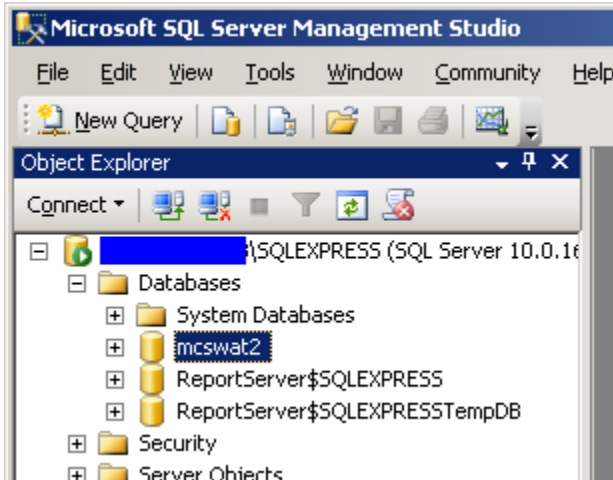 Microsoft SQL Server Management Studio
File Edit View Tools Window Community Help
New Query
Object Explorer
Connect
\SQLEXPRESS (SQL Server 10.0.16
Databases
System Databases
mcswat2
ReportServer$SQLEXPRESS
ReportServer$SQLEXPRESSTempDB
Security
Server Objects